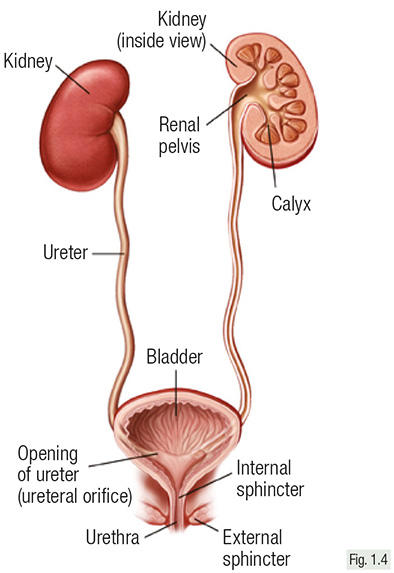 Kidney
(inside view)
Kidney
Renal
pelvis
Calyx
Ureter
Bladder
Opening
of ureter
(ureteral orifice)
Internal
sphincter
Urethra
External
sphincter
Fig. 1.4